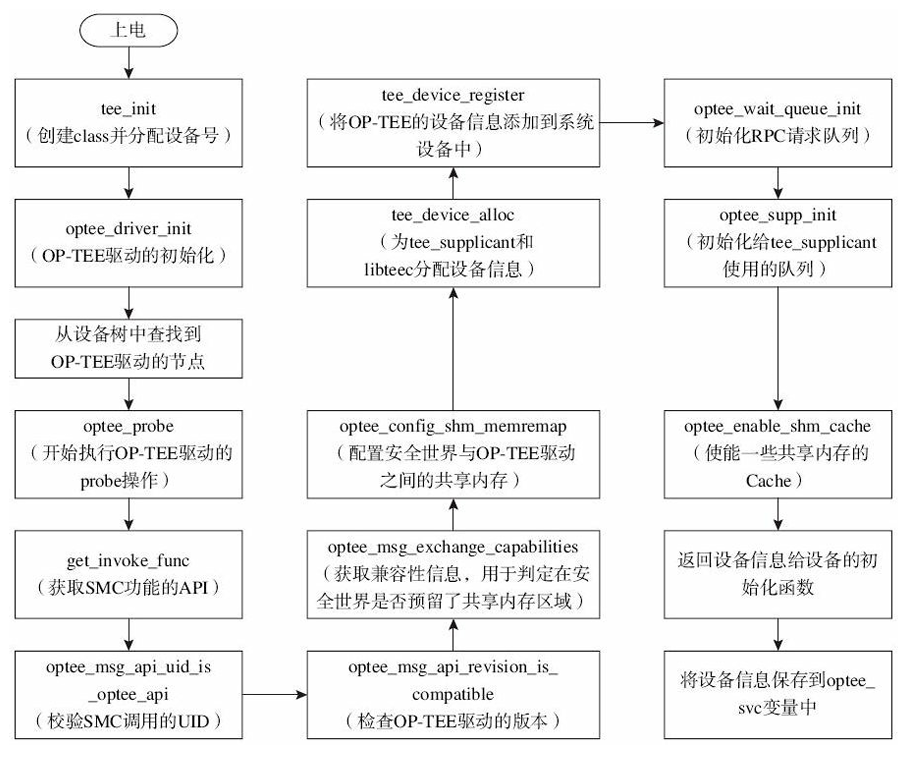 上电
tee_init
（创建class并分配设备号）
optee_driver_init
（OP-TEE驱动的初始化）
从设备树中查找到
OP-TEE驱动的节点
optee_probe
（开始执行OP-TEE驱动的
probe操作）
get_invoke_func
（获取SMC功能的API）
optee_msg_api_uid_is
_optee_api
（校验SMC调用的UID）
optee_msg_api_revision_is_
compatible
（检查OP-TEE驱动的版本）
optee_msg_exchange_capabilities
（获取兼容性信息，用于判定在安
全世界是否预留了共享内存区域）
optee_config_shm_memremap
（配置安全世界与OP-TEE驱动
之间的共享内存）
tee_device_alloc
（为tee_supplicant和
libteec分配设备信息）
tee_device_register
（将OP-TEE的设备信息添加到系统
设备中）
optee_wait_queue_init
（初始化RPC请求队列）
optee_supp_init
（初始化给tee_supplicant
使用的队列）
optee_enable_shm_cache
（使能一些共享内存的
Cache）
返回设备信息给设备的初
始化函数
将设备信息保存到optee_
svc变量中